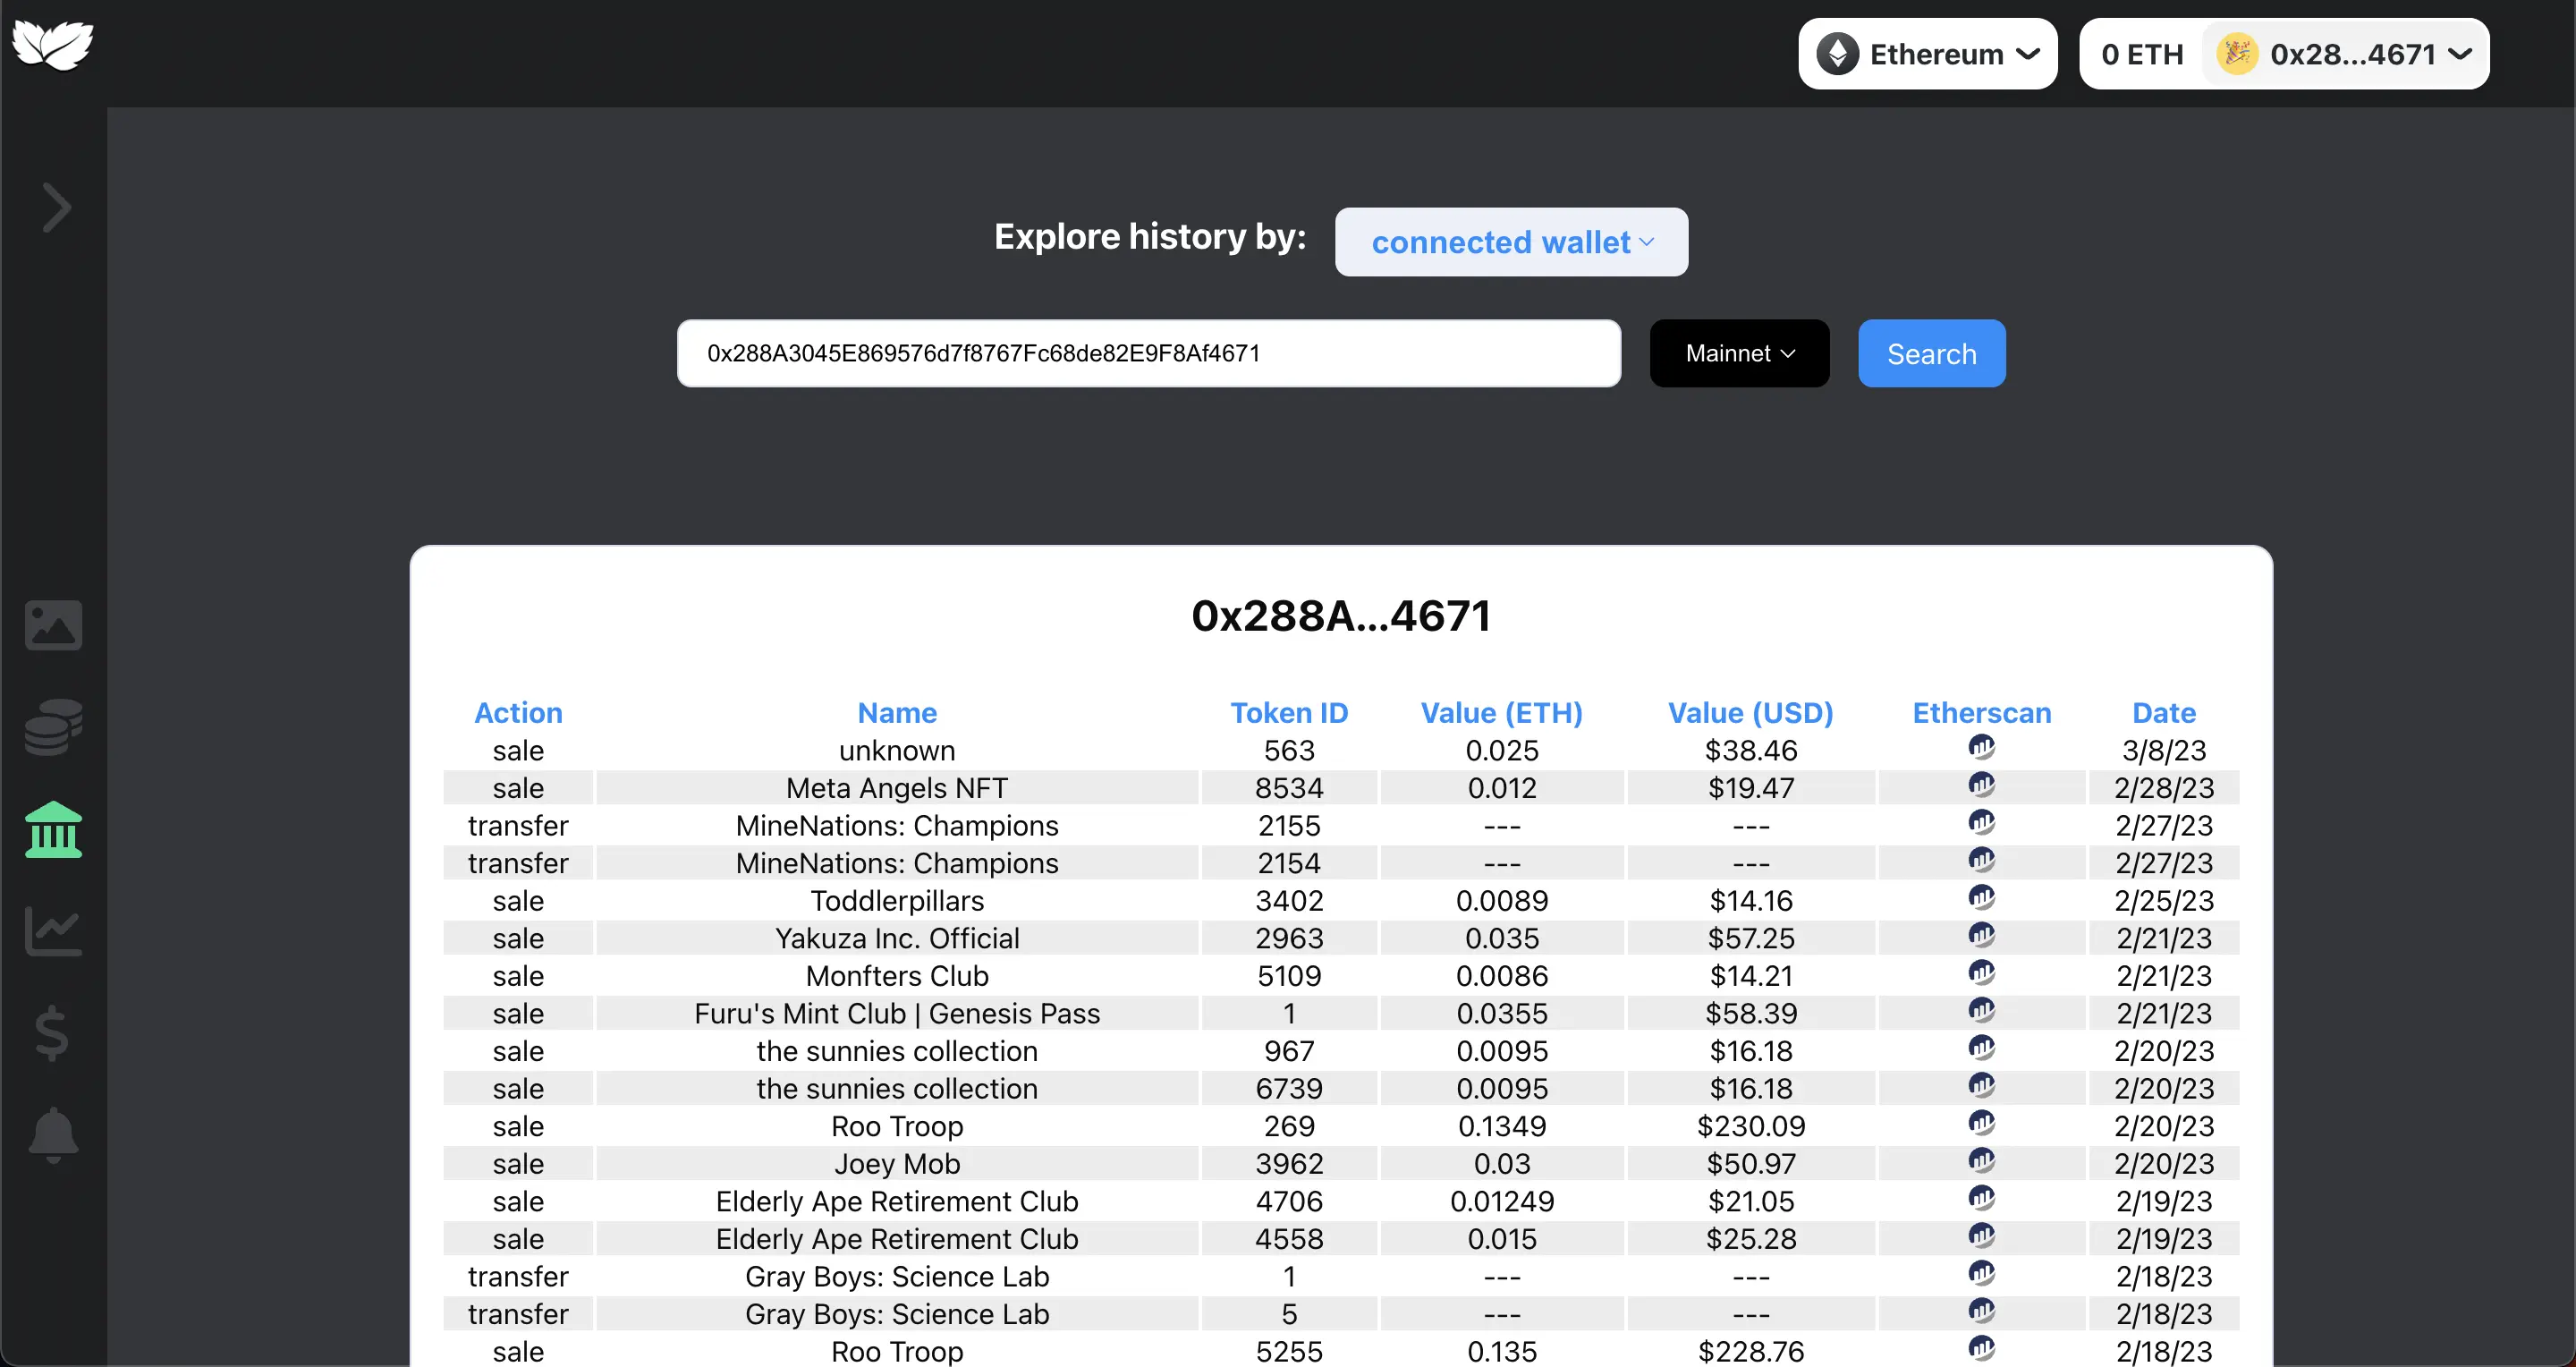 Ethereum 0 ETH 0x28...4671
Explore history by: connected wallet
0x288A3045E869576d7f8767Fc68de82E9F8Af4671 Mainnet Search
0x288A...4671
Action Name Token ID Value (ETH) Value (USD) Etherscan Date
sale unknown 563 0.025 $38.46 3/8/23
sale Meta Angels NFT 8534 0.012 $19.47 2/28/23
transfer MineNations: Champions 2155 --- --- 2/27/23
transfer MineNations: Champions 2154 --- --- 2/27/23
sale Toddlerpillars 3402 0.0089 $14.16 2/25/23
sale Yakuza Inc. Official 2963 0.035 $57.25 2/21/23
sale Monfters Club 5109 0.0086 $14.21 2/21/23
sale Furu's Mint Club | Genesis Pass 1 0.0355 $58.39 2/21/23
sale the sunnies collection 967 0.0095 $16.18 2/20/23
sale the sunnies collection 6739 0.0095 $16.18 2/20/23
sale Roo Troop 269 0.1349 $230.09 2/20/23
sale Joey Mob 3962 0.03 $50.97 2/20/23
sale Elderly Ape Retirement Club 4706 0.01249 $21.05 2/19/23
sale Elderly Ape Retirement Club 4558 0.015 $25.28 2/19/23
transfer Gray Boys: Science Lab 1 --- --- 2/18/23
transfer Gray Boys: Science Lab 5 --- --- 2/18/23
sale Roo Troop 5255 0.135 $228.76 2/18/23